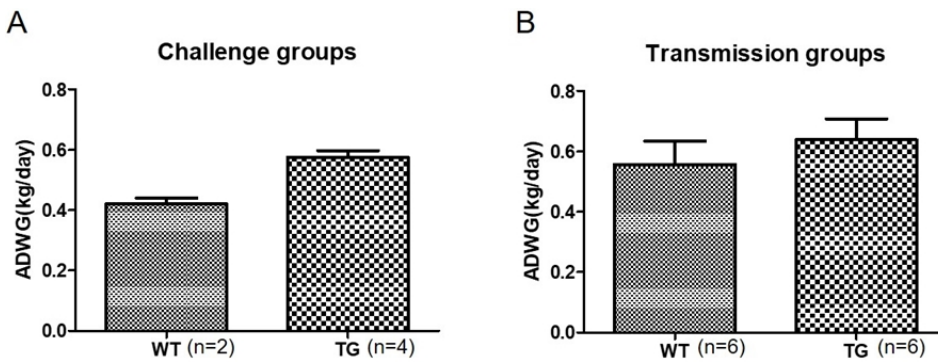 A
Challenge groups
ADWG(kg/day)
0.8
0.6
0.4
0.2
0.0
WT (n=2)
TG (n=4)
B
Transmission groups
ADWG(kg/day)
0.8
0.6
0.4
0.2
0.0
WT (n=6)
TG (n=6)